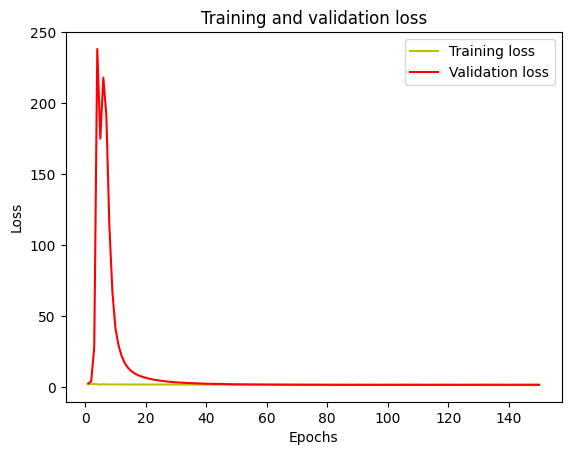 Training and validation loss
250
200
150
100
50
0
Loss
Training loss
Validation loss
0 20 40 60 80 100 120 140
Epochs